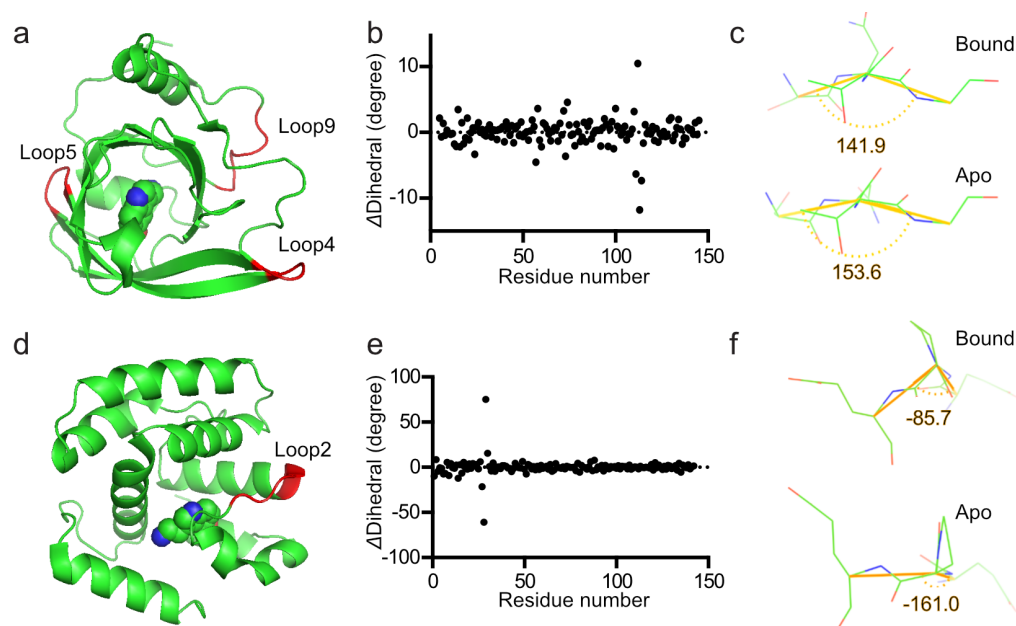 a
Loop9
Loop5
Loop4
b
ΔDihedral (degree)
10
0
-10
0
50
100
150
Residue number
c
Bound
141.9
Apo
153.6
d
Loop2
e
ΔDihedral (degree)
100
50
0
-50
-100
0
50
100
150
Residue number
f
Bound
-85.7
Apo
-161.0